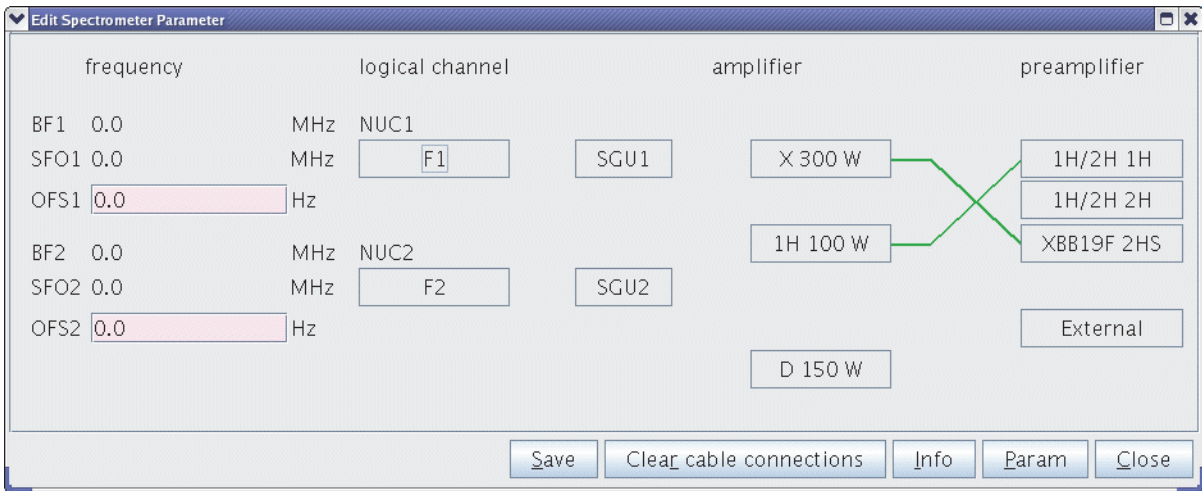 Edit Spectrometer Parameter
frequency logical channel amplifier preamplifier
BF1 0.0 MHz NUC1
SFO1 0.0 MHz F1 SGU1 X 300 W 1H/2H 1H
OFS1 0.0 Hz 1H/2H 2H
BF2 0.0 MHz NUC2 1H 100 W XBB19F 2HS
SFO2 0.0 MHz F2 SGU2
OFS2 0.0 Hz External
D 150 W
Save Clear cable connections Info Param Close